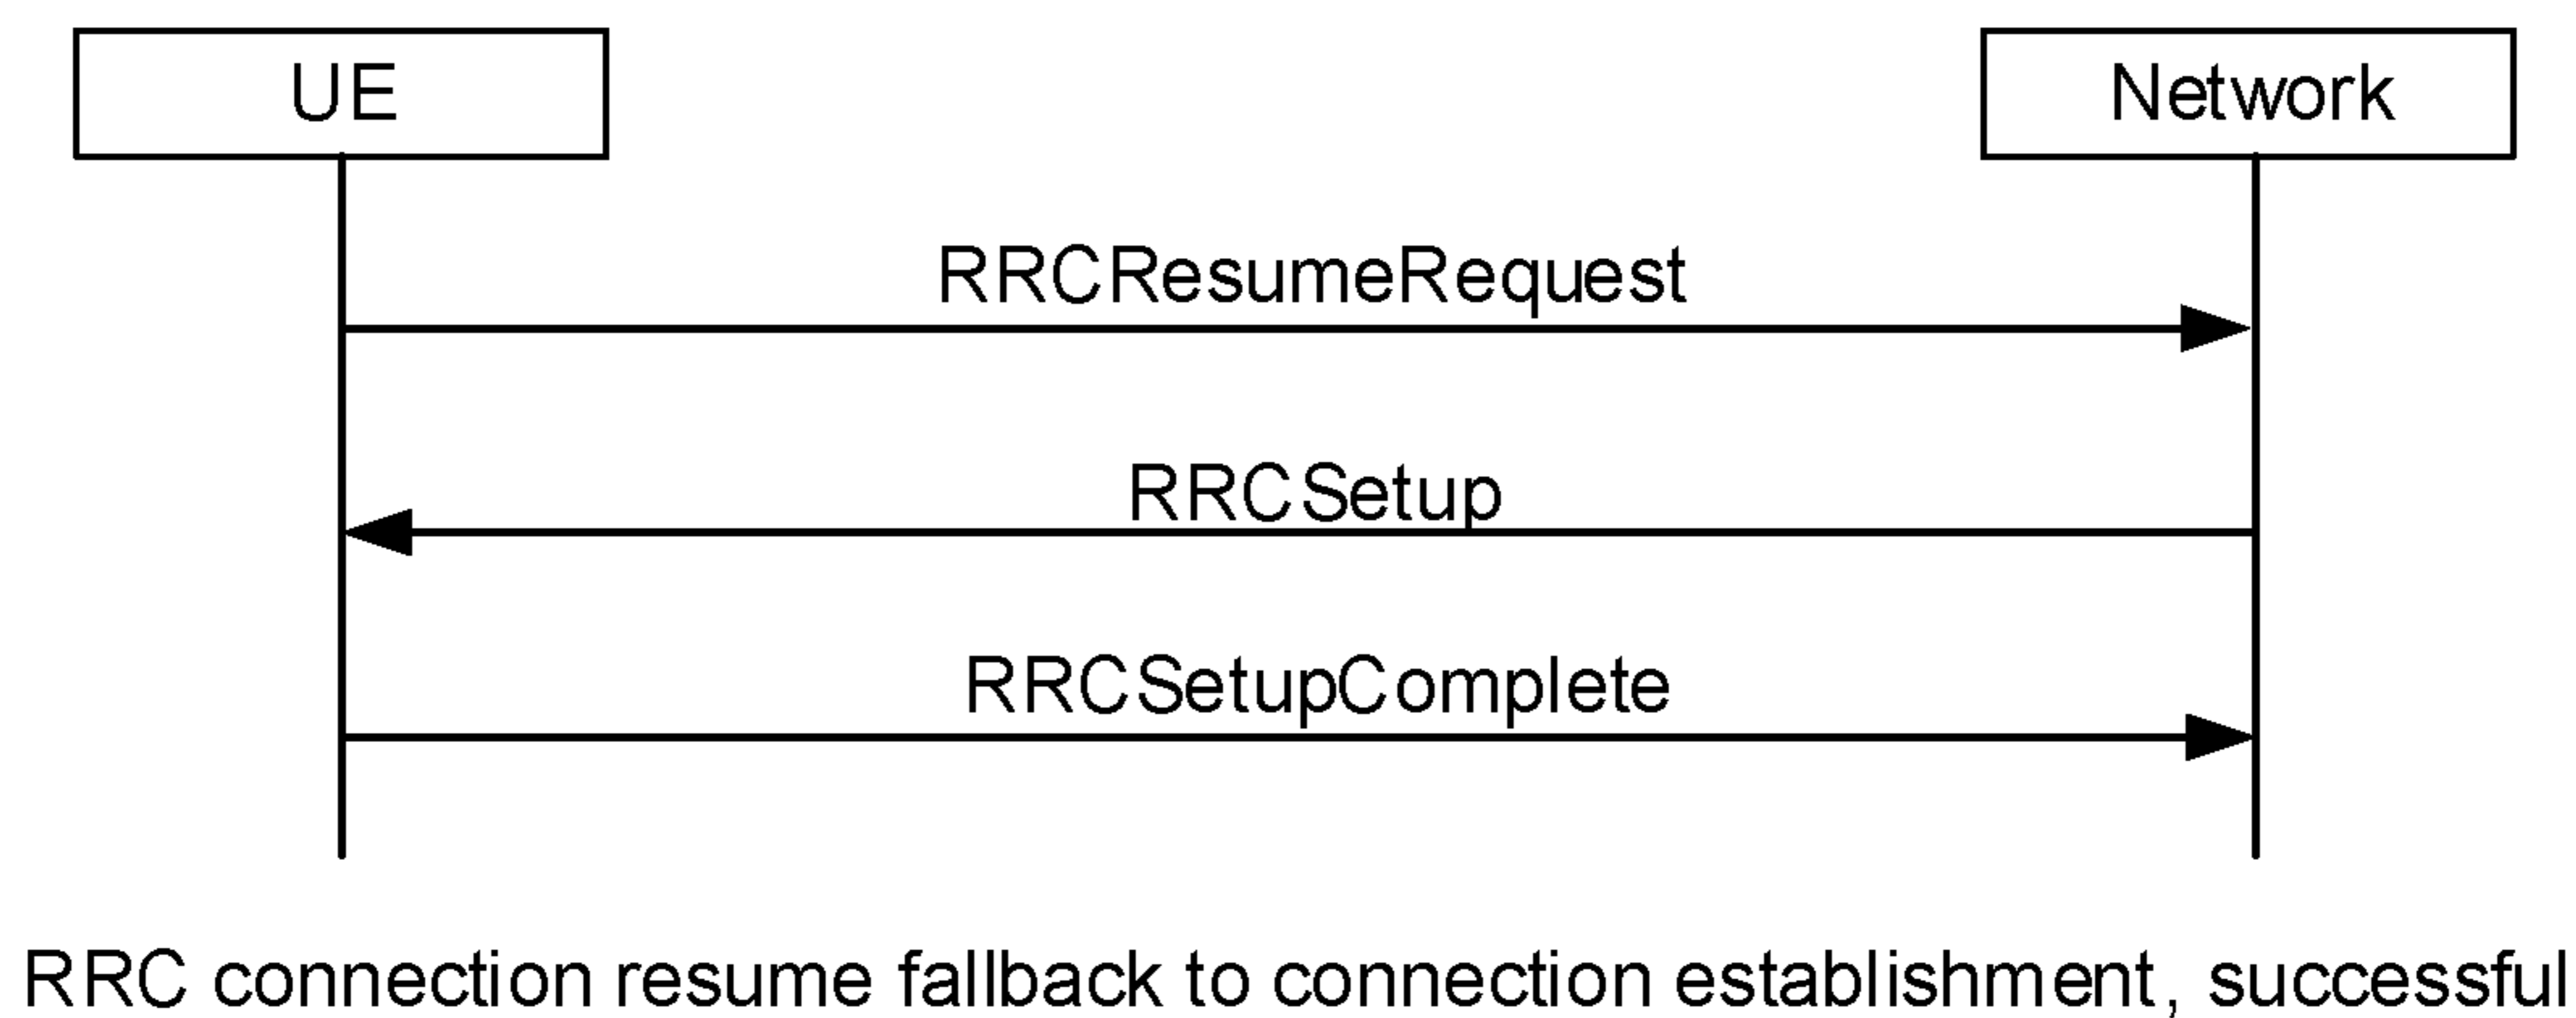 UE
Network
RRCResumeRequest
RRCSetup
RRCSetupComplete
RRC connection resume fallback to connection establishment, successful